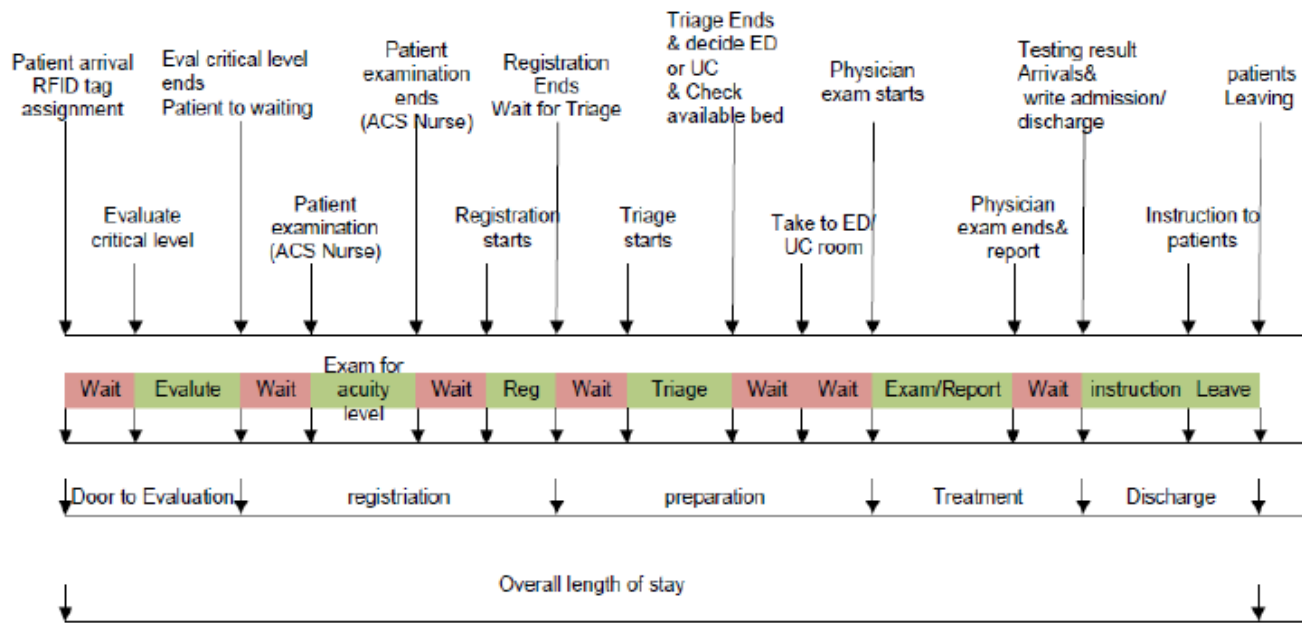 Patient arrival
RFID tag
assignment
Eval critical level
ends
Patient to waiting
Patient
examination
ends
(ACS Nurse)
Registration
Ends
Wait for Triage
Triage Ends
& decide ED
or UC
& Check
available bed
Physician
exam starts
Testing result
Arrivals&
write admission/
discharge
patients
Leaving
Evaluate
critical level
Patient
examination
(ACS Nurse)
Registration
starts
Triage
starts
Take to ED/
UC room
Physician
exam ends&
report
Instruction to
patients
Wait
Evalute
Wait
Exam for
acuity
level
Wait
Reg
Wait
Triage
Wait
Wait
Exam/Report
Wait
instruction
Leave
Door to Evaluation
registriation
preparation
Treatment
Discharge
Overall length of stay